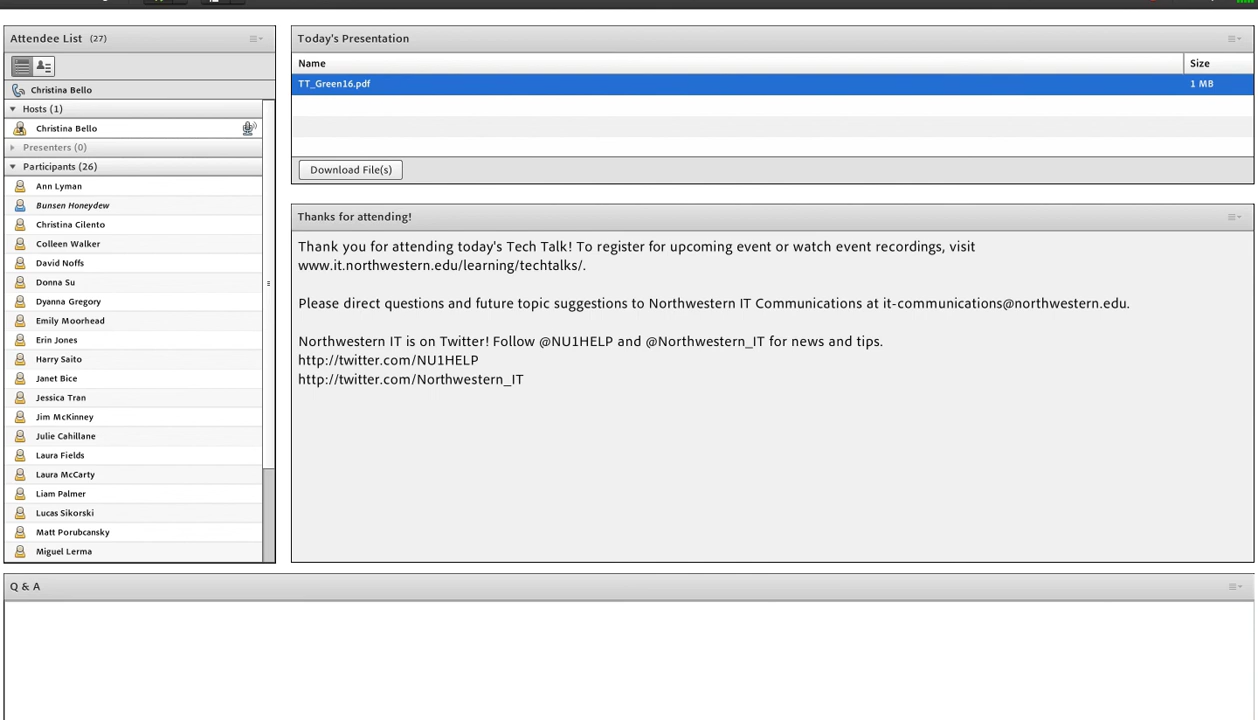 Attendee List (27)
Christina Bello
Hosts (1)
Christina Bello
Presenters (0)
Participants (26)
Ann Lyman
Bunsen Honeydew
Christina Cilento
Colleen Walker
David Noffs
Donna Su
Dyanna Gregory
Emily Moorhead
Erin Jones
Harry Saito
Janet Bice
Jessica Tran
Jim McKinney
Julie Cahillane
Laura Fields
Laura McCarty
Liam Palmer
Lucas Sikorski
Matt Porubcansky
Miguel Lerma
Today's Presentation
Name Size
TT_Green16.pdf 1 MB
Download File(s)
Thanks for attending!
Thank you for attending today's Tech Talk! To register for upcoming event or watch event recordings, visit
www.it.northwestern.edu/learning/techtalks/.
Please direct questions and future topic suggestions to Northwestern IT Communications at it-communications@northwestern.edu.
Northwestern IT is on Twitter! Follow @NU1HELP and @Northwestern_IT for news and tips.
http://twitter.com/NU1HELP
http://twitter.com/Northwestern_IT
Q & A